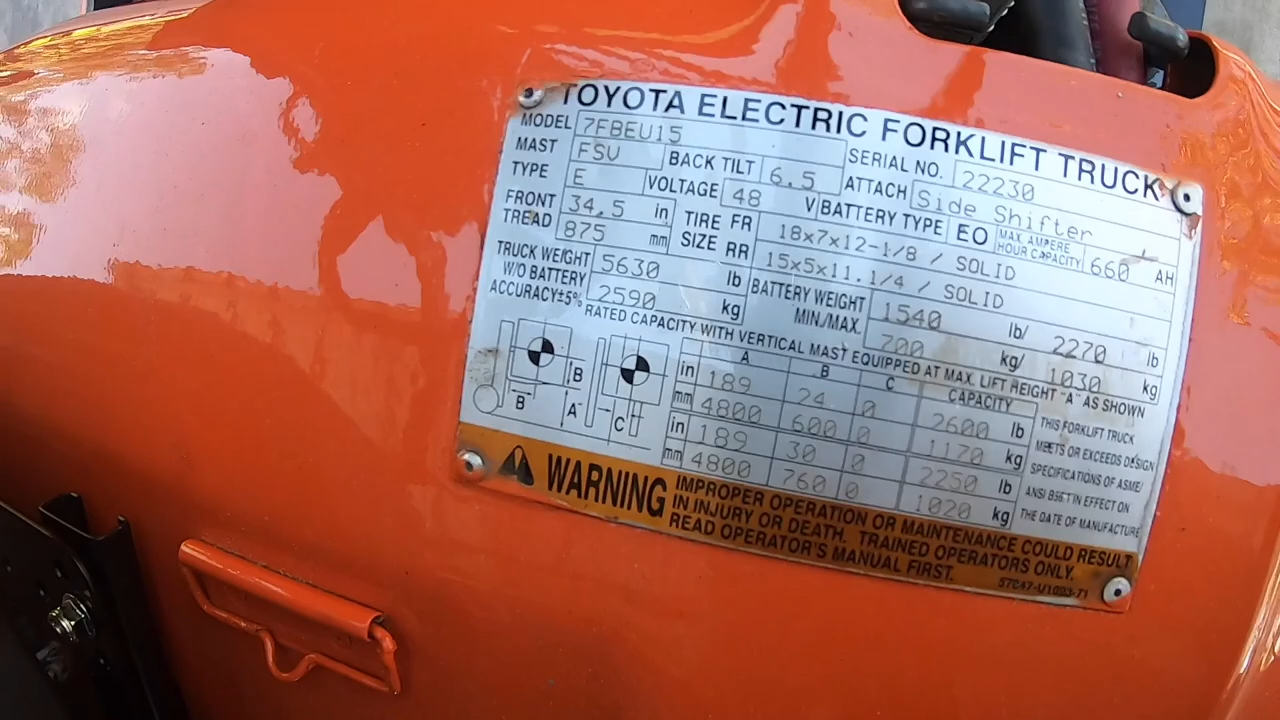 TOYOTA ELECTRIC FORKLIFT TRUCK
MODEL 7FBEU15 SERIAL NO. 22230
MAST FSV BACK TILT 6.5 ATTACH Side Shifter
TYPE E VOLTAGE 48 V BATTERY TYPE EO MAX. AMPERE HOUR CAPACITY 660 AH
FRONT TREAD 34.5 in TIRE SIZE FR 18x7x12-1/8 / SOLID
875 mm RR 15x5x11.1/4 / SOLID
TRUCK WEIGHT W/O BATTERY ACCURACY±5% 5630 lb BATTERY WEIGHT MIN./MAX. 1540 lb/ 2270 lb
2590 kg 700 kg/ 1030 kg
RATED CAPACITY WITH VERTICAL MAST EQUIPPED AT MAX. LIFT HEIGHT "A" AS SHOWN
A B C CAPACITY
in 189 24 0 2600 lb
mm 4800 600 0 1170 kg
in 189 30 0 2250 lb
mm 4800 760 0 1020 kg
B B A C
THIS FORKLIFT TRUCK
MEETS OR EXCEEDS DESIGN
SPECIFICATIONS OF ASME/
ANSI B56.1 IN EFFECT ON
THE DATE OF MANUFACTURE
WARNING
IMPROPER OPERATION OR MAINTENANCE COULD RESULT
IN INJURY OR DEATH. TRAINED OPERATORS ONLY.
READ OPERATOR'S MANUAL FIRST.
57C47-U1093-71